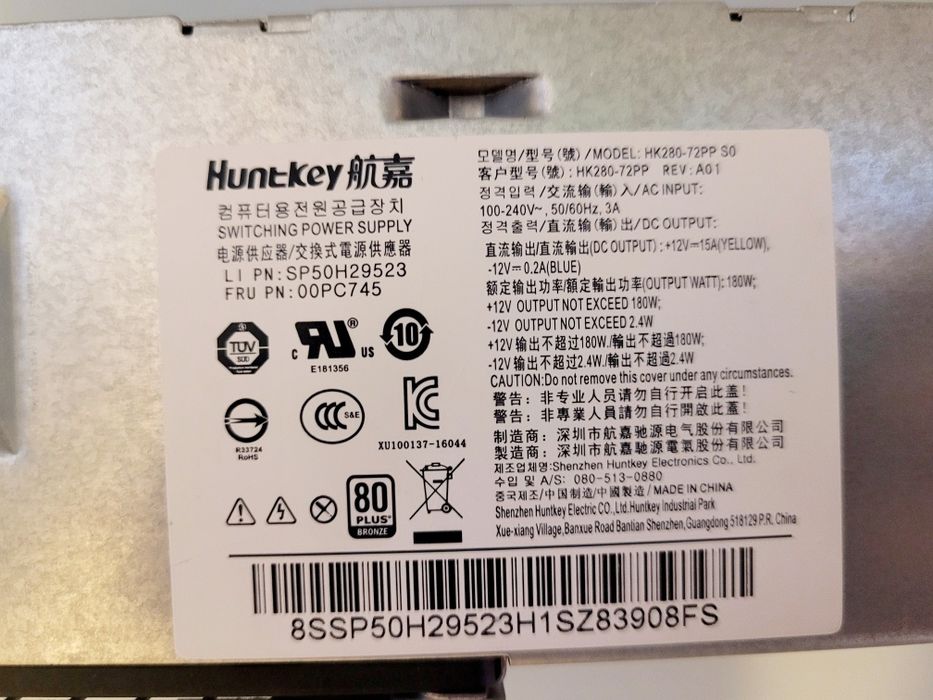 Huntkey 航嘉
컴퓨터용전원공급장치
SWITCHING POWER SUPPLY
电源供应器/交換式電源供應器
LI PN:SP50H29523
FRU PN:00PC745
TUV
SÜD
c RU® US
E181356
10
R33724
RoHS
CCC S&E
KC
XU100137-16044
80
PLUS®
BRONZE
모델명/型号(號)/MODEL: HK280-72PP S0
客户型号(號):HK280-72PP REV:A01
정격입력/交流输(輸)入/AC INPUT:
100-240V~, 50/60Hz, 3A
정격출력/直流输(輸)出/DC OUTPUT:
直流输出/直流輸出(DC OUTPUT):+12V⎓15A(YELLOW),
-12V⎓0.2A(BLUE)
额定输出功率/額定輸出功率(OUTPUT WATT):180W;
+12V OUTPUT NOT EXCEED 180W;
-12V OUTPUT NOT EXCEED 2.4W
+12V 输出不超过180W./輸出不超過180W;
-12V 输出不超过2.4W./輸出不超過2.4W
CAUTION:Do not remove this cover under any circumstances.
警告：非专业人员请勿自行开启此盖！
警告：非專業人員請勿自行開啟此蓋！
制造商：深圳市航嘉驰源电气股份有限公司
製造商：深圳市航嘉馳源電氣股份有限公司
제조업체명:Shenzhen Huntkey Electronics Co., Ltd.
수입 및 A/S: 080-513-0880
중국제조/中国制造/中國製造/MADE IN CHINA
Shenzhen Huntkey Electric CO.,Ltd.Huntkey Industrial Park
Xue-xiang Village,Banxue Road Bantian Shenzhen,Guangdong 518129 P.R. China
8SSP50H29523H1SZ83908FS